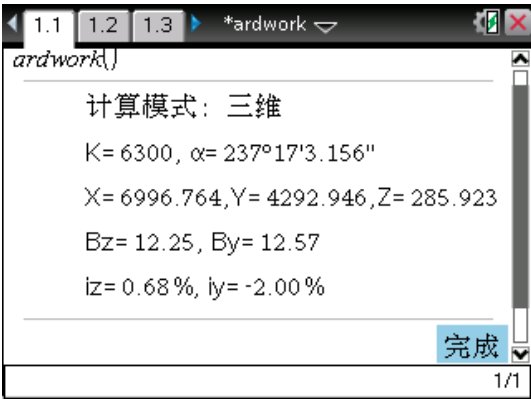 1.1 1.2 1.3 *ardwork
ardwork()
计算模式: 三维
K= 6300, α= 237°17'3.156"
X= 6996.764,Y= 4292.946,Z= 285.923
Bz= 12.25, By= 12.57
iz= 0.68%, iy= -2.00%
完成
1/1